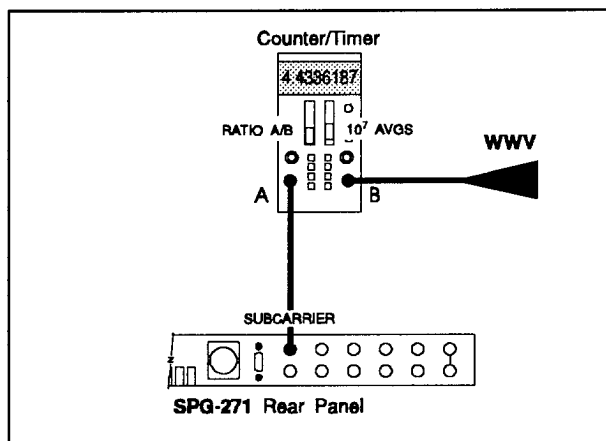 Counter/Timer
4.4336187
RATIO A/B
10⁷ AVGS
WWV
A
B
SUBCARRIER
SPG-271 Rear Panel